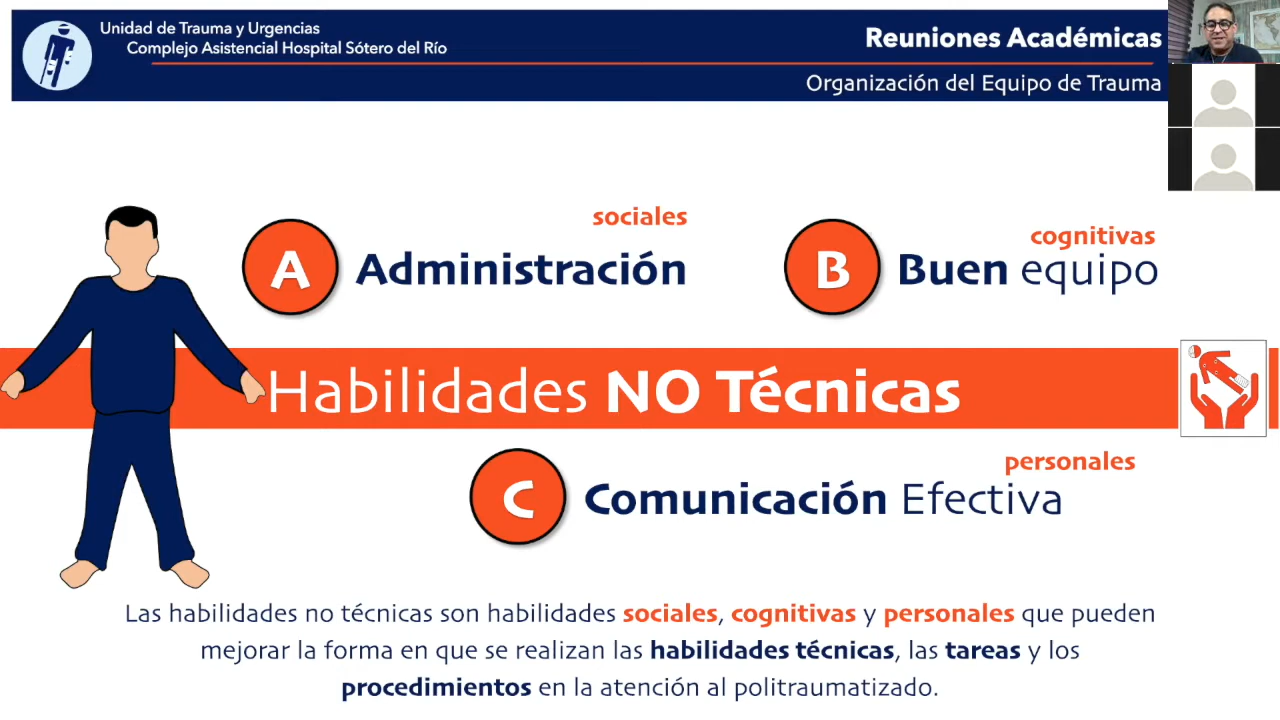 Unidad de Trauma y Urgencias
Complejo Asistencial Hospital Sótero del Río
Reuniones Académicas
Organización del Equipo de Trauma
sociales
A Administración
cognitivas
B Buen equipo
Habilidades NO Técnicas
personales
C Comunicación Efectiva
Las habilidades no técnicas son habilidades sociales, cognitivas y personales que pueden
mejorar la forma en que se realizan las habilidades técnicas, las tareas y los
procedimientos en la atención al politraumatizado.